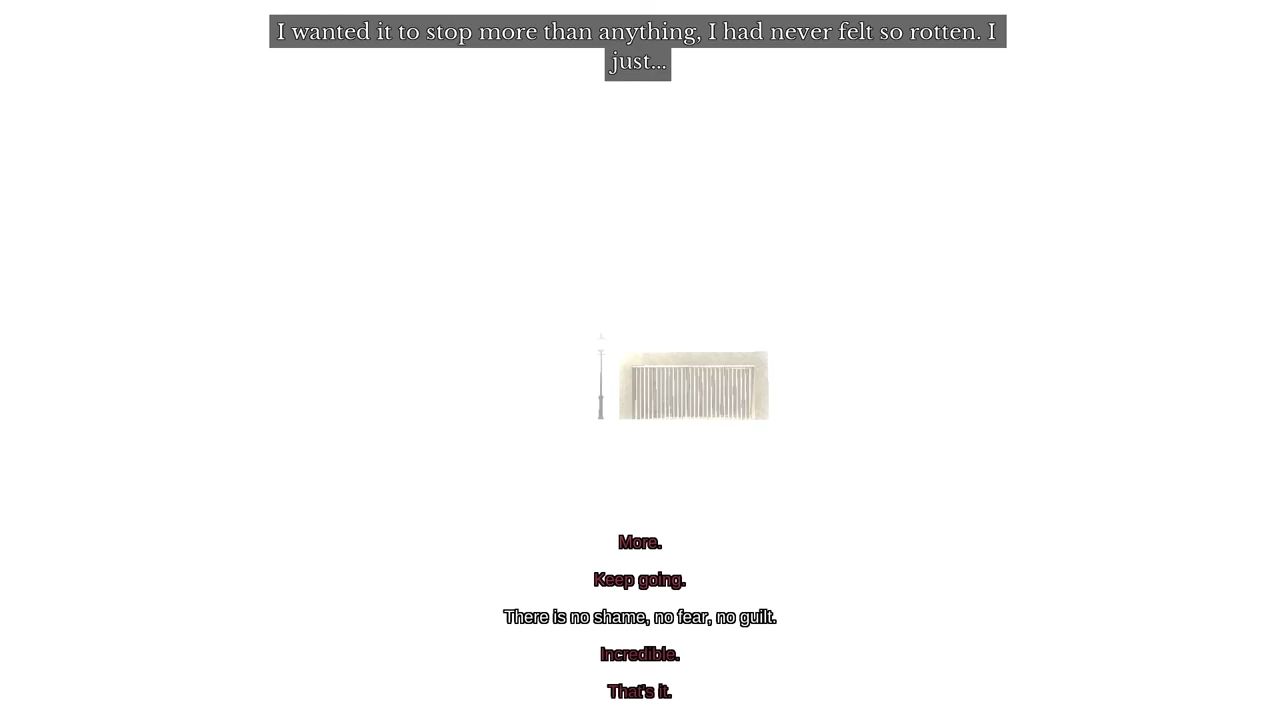 I wanted it to stop more than anything, I had never felt so rotten. I
just...
More.
Keep going.
There is no shame, no fear, no guilt.
Incredible.
That's it.